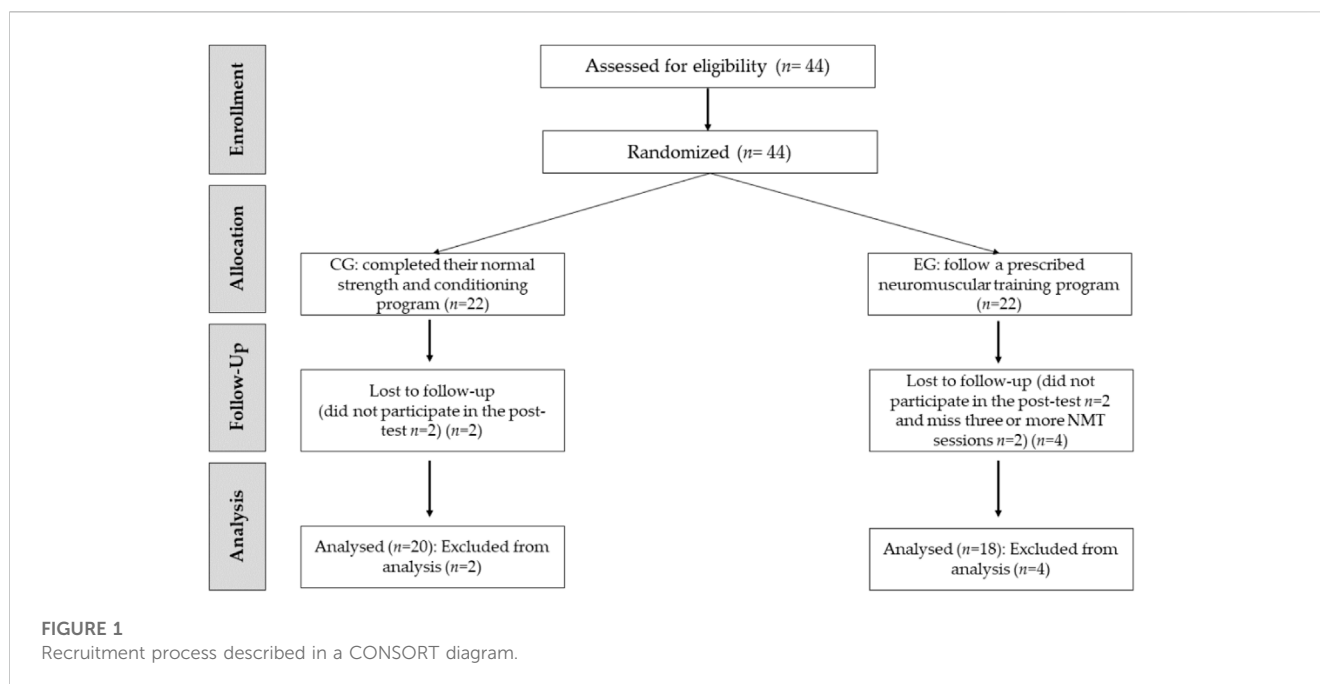 Enrollment
Assessed for eligibility (n= 44)
Randomized (n= 44)
Allocation
CG: completed their normal
strength and conditioning
program (n=22)
EG: follow a prescribed
neuromuscular training program
(n=22)
Follow-Up
Lost to follow-up
(did not participate in the post-
test n=2) (n=2)
Lost to follow-up (did not
participate in the post-test n=2
and miss three or more NMT
sessions n=2) (n=4)
Analysis
Analysed (n=20): Excluded from
analysis (n=2)
Analysed (n=18): Excluded from
analysis (n=4)
FIGURE 1
Recruitment process described in a CONSORT diagram.